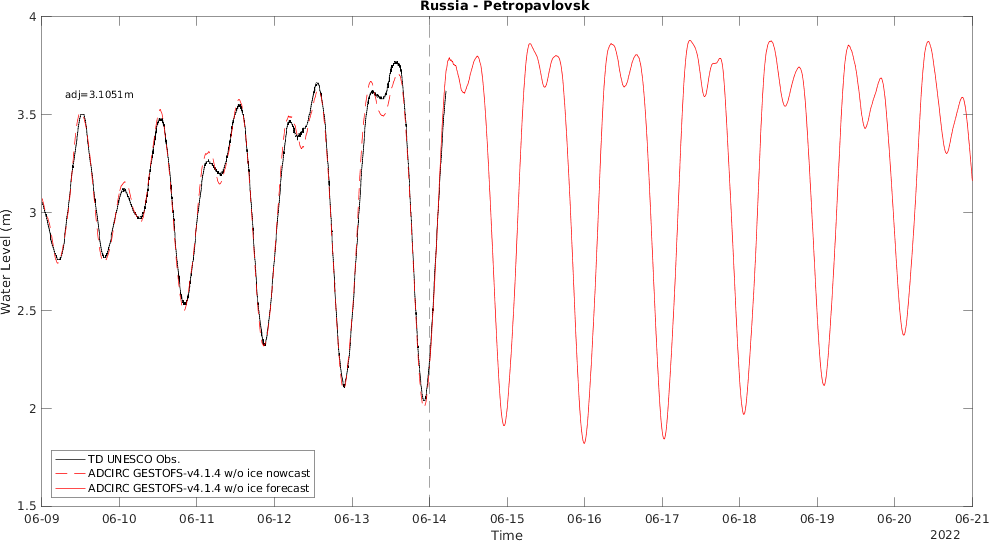 Russia - Petropavlovsk
4
adj=3.1051m
3.5
3
2.5
2
1.5
Water Level (m)
TD UNESCO Obs.
ADCIRC GESTOFS-v4.1.4 w/o ice nowcast
ADCIRC GESTOFS-v4.1.4 w/o ice forecast
06-09 06-10 06-11 06-12 06-13 06-14 06-15 06-16 06-17 06-18 06-19 06-20 06-21
Time
2022